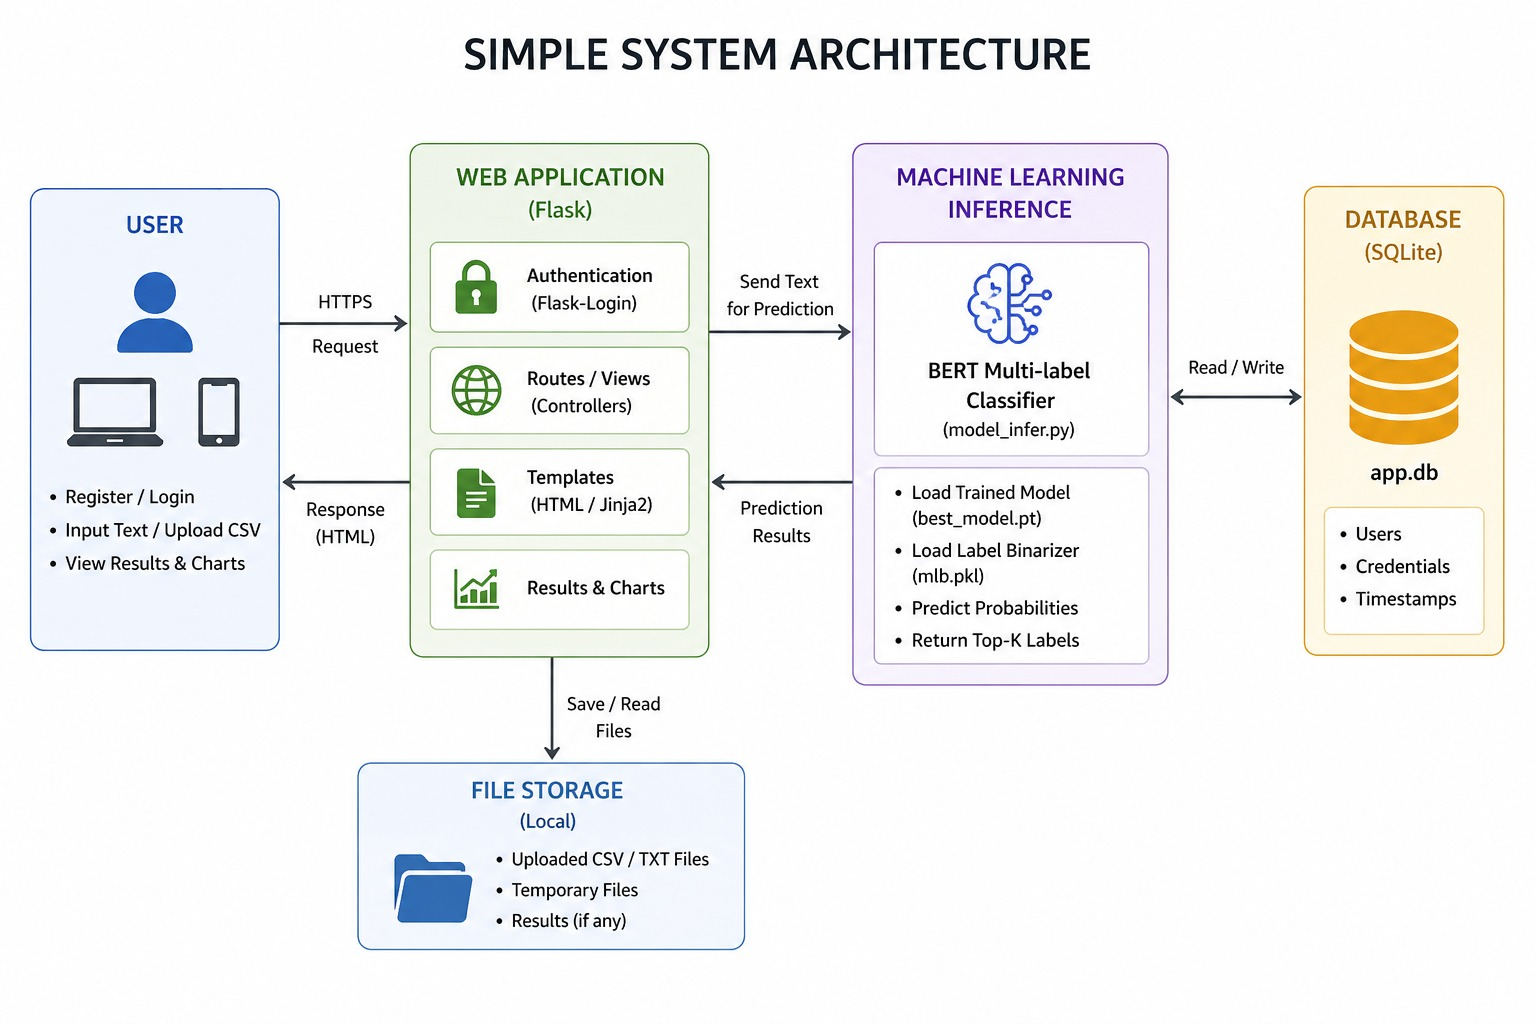 SIMPLE SYSTEM ARCHITECTURE
USER
• Register / Login
• Input Text / Upload CSV
• View Results & Charts
HTTPS
Request
Response
(HTML)
WEB APPLICATION
(Flask)
Authentication
(Flask-Login)
Routes / Views
(Controllers)
Templates
(HTML / Jinja2)
Results & Charts
Send Text
for Prediction
Prediction
Results
MACHINE LEARNING
INFERENCE
BERT Multi-label
Classifier
(model_infer.py)
• Load Trained Model
(best_model.pt)
• Load Label Binarizer
(mlb.pkl)
• Predict Probabilities
• Return Top-K Labels
Read / Write
DATABASE
(SQLite)
app.db
• Users
• Credentials
• Timestamps
Save / Read
Files
FILE STORAGE
(Local)
• Uploaded CSV / TXT Files
• Temporary Files
• Results (if any)